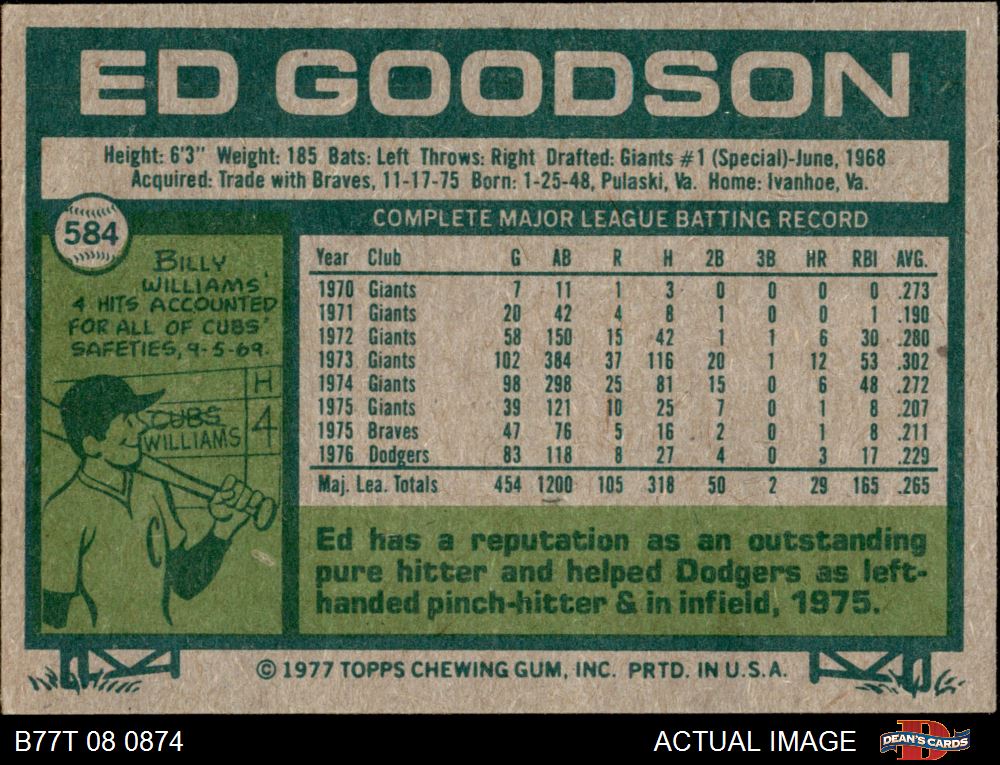 ED GOODSON
Height: 6'3" Weight: 185 Bats: Left Throws: Right Drafted: Giants #1 (Special)-June, 1968
Acquired: Trade with Braves, 11-17-75 Born: 1-25-48, Pulaski, Va. Home: Ivanhoe, Va.
584
BILLY
WILLIAMS'
4 HITS ACCOUNTED
FOR ALL OF CUBS'
SAFETIES, 9-5-69.
H
CUBS
WILLIAMS 4
C
COMPLETE MAJOR LEAGUE BATTING RECORD
Year Club G AB R H 2B 3B HR RBI AVG.
1970 Giants 7 11 1 3 0 0 0 0 .273
1971 Giants 20 42 4 8 1 0 0 1 .190
1972 Giants 58 150 15 42 1 1 6 30 .280
1973 Giants 102 384 37 116 20 1 12 53 .302
1974 Giants 98 298 25 81 15 0 6 48 .272
1975 Giants 39 121 10 25 7 0 1 8 .207
1975 Braves 47 76 5 16 2 0 1 8 .211
1976 Dodgers 83 118 8 27 4 0 3 17 .229
Maj. Lea. Totals 454 1200 105 318 50 2 29 165 .265
Ed has a reputation as an outstanding
pure hitter and helped Dodgers as left-
handed pinch-hitter & in infield, 1975.
© 1977 TOPPS CHEWING GUM, INC. PRTD. IN U.S.A.
B77T 08 0874
ACTUAL IMAGE
D
DEAN'S CARDS